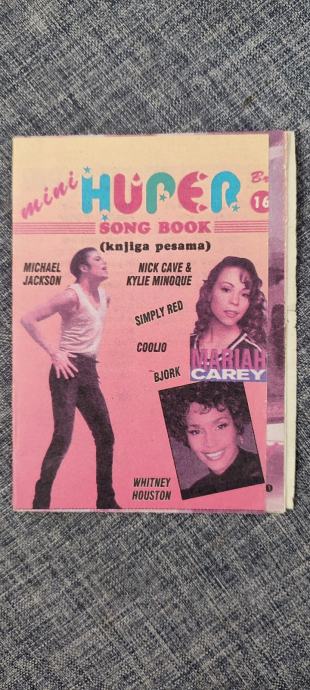 mini HUPER Br
16
SONG BOOK
(knjiga pesama)
MICHAEL
JACKSON
NICK CAVE &
KYLIE MINOQUE
SIMPLY RED
COOLIO
BJORK
MARIAH
CAREY
WHITNEY
HOUSTON